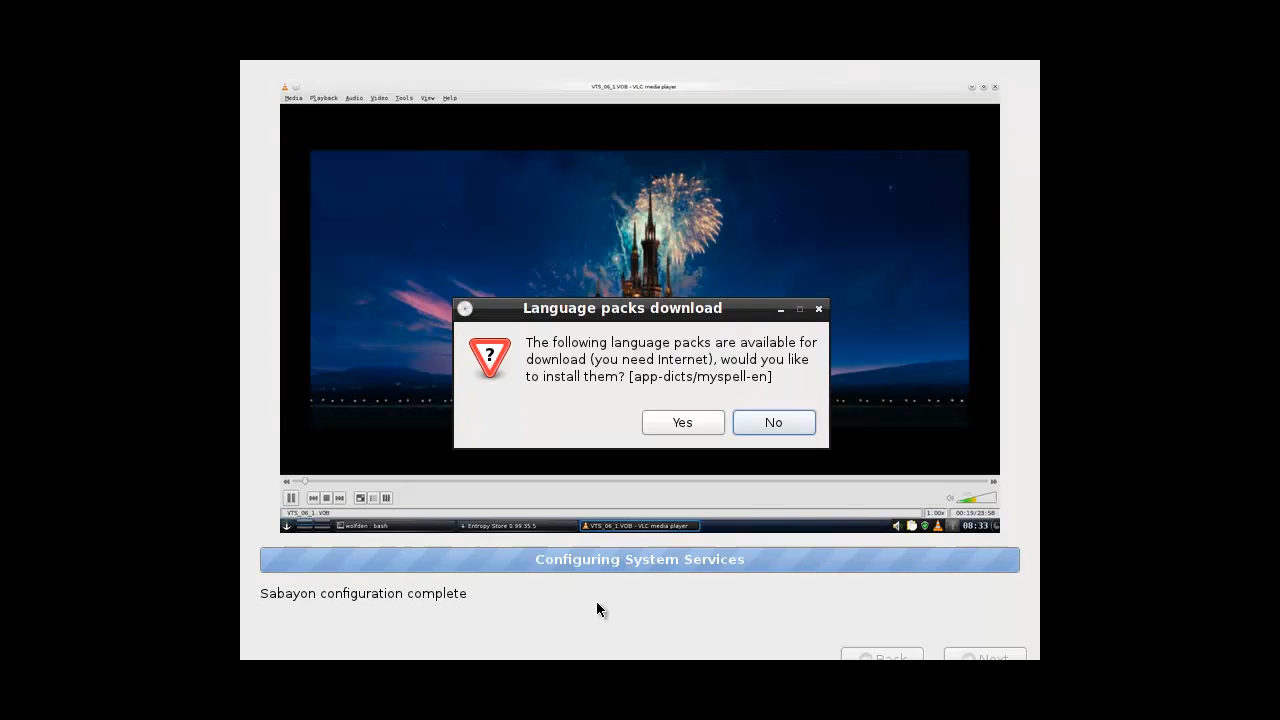 VTS_06_1.VOB - VLC media player
Media Playback Audio Video Tools View Help
Language packs download
The following language packs are available for
download (you need Internet), would you like
to install them? [app-dicts/myspell-en]
Yes No
VTS_06_1.VOB 1.00x 00:19/23:58
wolfden : bash Entropy Store 0.99.35.5 VTS_06_1.VOB - VLC media player 08:33
Configuring System Services
Sabayon configuration complete
Back Next